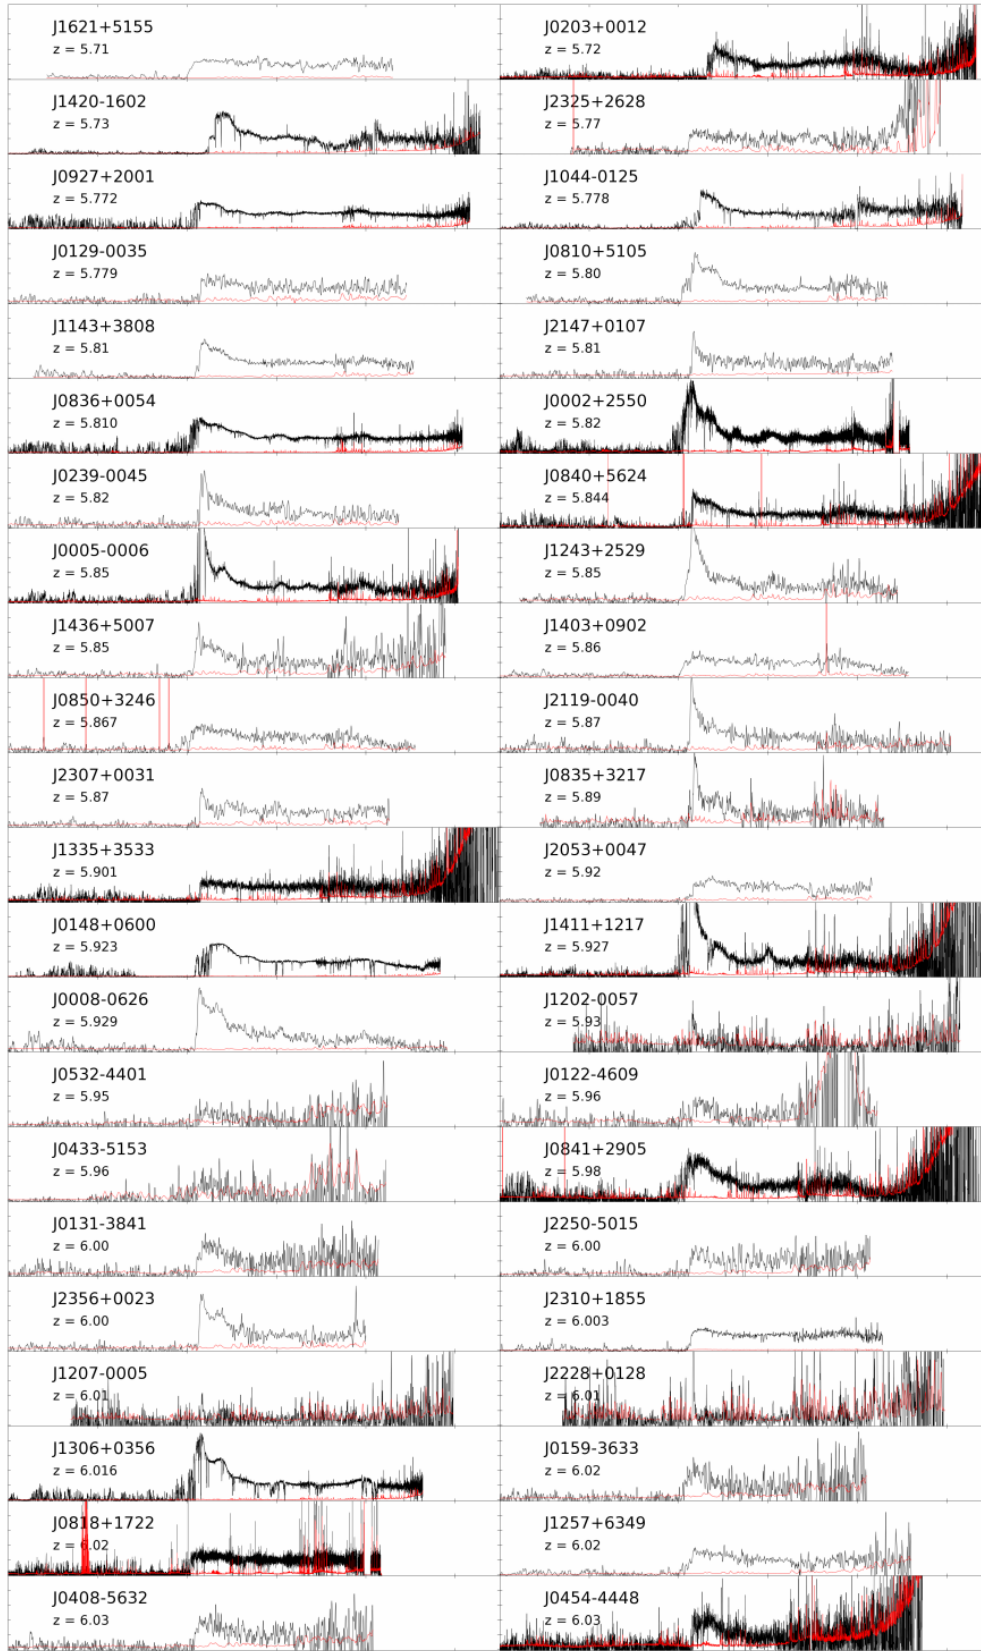 J1621+5155
z = 5.71
J0203+0012
z = 5.72
J1420-1602
z = 5.73
J2325+2628
z = 5.77
J0927+2001
z = 5.772
J1044-0125
z = 5.778
J0129-0035
z = 5.779
J0810+5105
z = 5.80
J1143+3808
z = 5.81
J2147+0107
z = 5.81
J0836+0054
z = 5.810
J0002+2550
z = 5.82
J0239-0045
z = 5.82
J0840+5624
z = 5.844
J0005-0006
z = 5.85
J1243+2529
z = 5.85
J1436+5007
z = 5.85
J1403+0902
z = 5.86
J0850+3246
z = 5.867
J2119-0040
z = 5.87
J2307+0031
z = 5.87
J0835+3217
z = 5.89
J1335+3533
z = 5.901
J2053+0047
z = 5.92
J0148+0600
z = 5.923
J1411+1217
z = 5.927
J0008-0626
z = 5.929
J1202-0057
z = 5.93
J0532-4401
z = 5.95
J0122-4609
z = 5.96
J0433-5153
z = 5.96
J0841+2905
z = 5.98
J0131-3841
z = 6.00
J2250-5015
z = 6.00
J2356+0023
z = 6.00
J2310+1855
z = 6.003
J1207-0005
z = 6.01
J2228+0128
z = 6.01
J1306+0356
z = 6.016
J0159-3633
z = 6.02
J0818+1722
z = 6.02
J1257+6349
z = 6.02
J0408-5632
z = 6.03
J0454-4448
z = 6.03